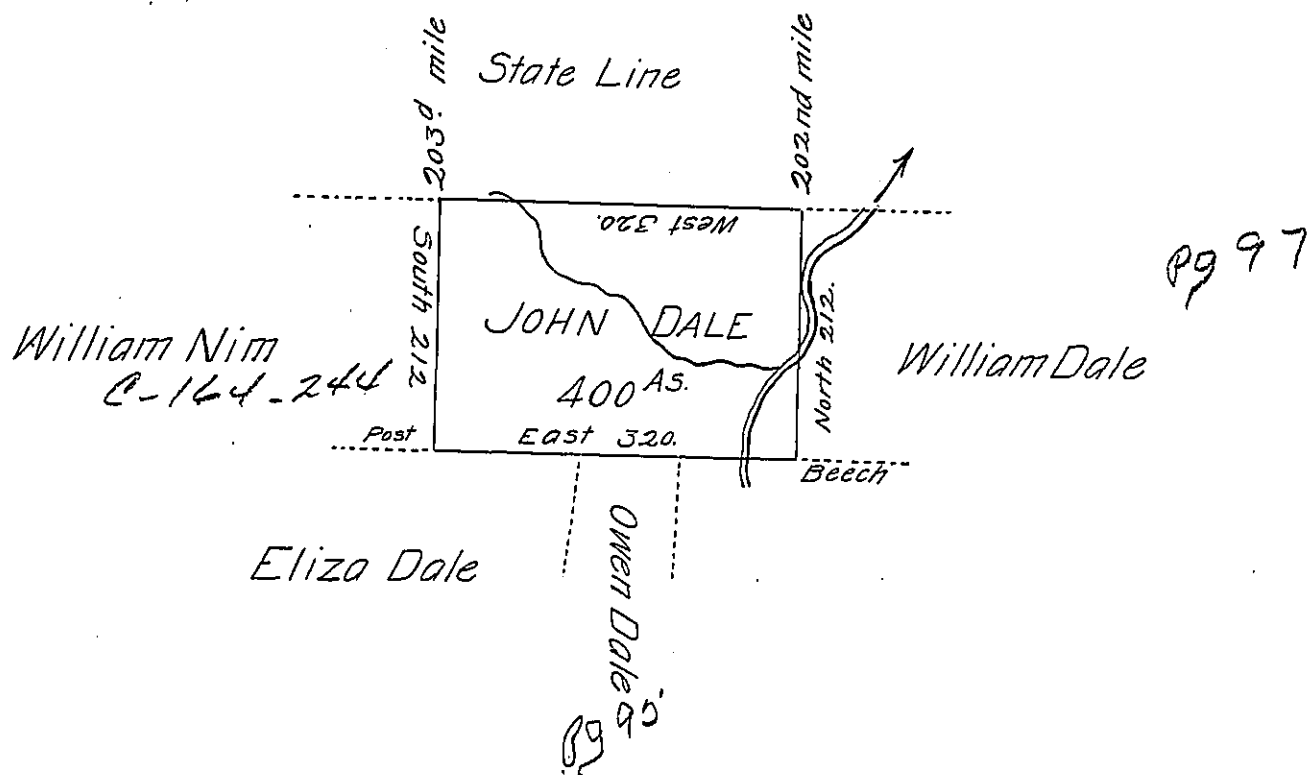 State Line
203.d mile
202nd mile
West 320.
South 212
JOHN DALE
400 As.
North 212.
East 320.
Post
Beech
William Nim
C-164-244
William Dale
Pg 97
Eliza Dale
Owen Dale
Pg 95